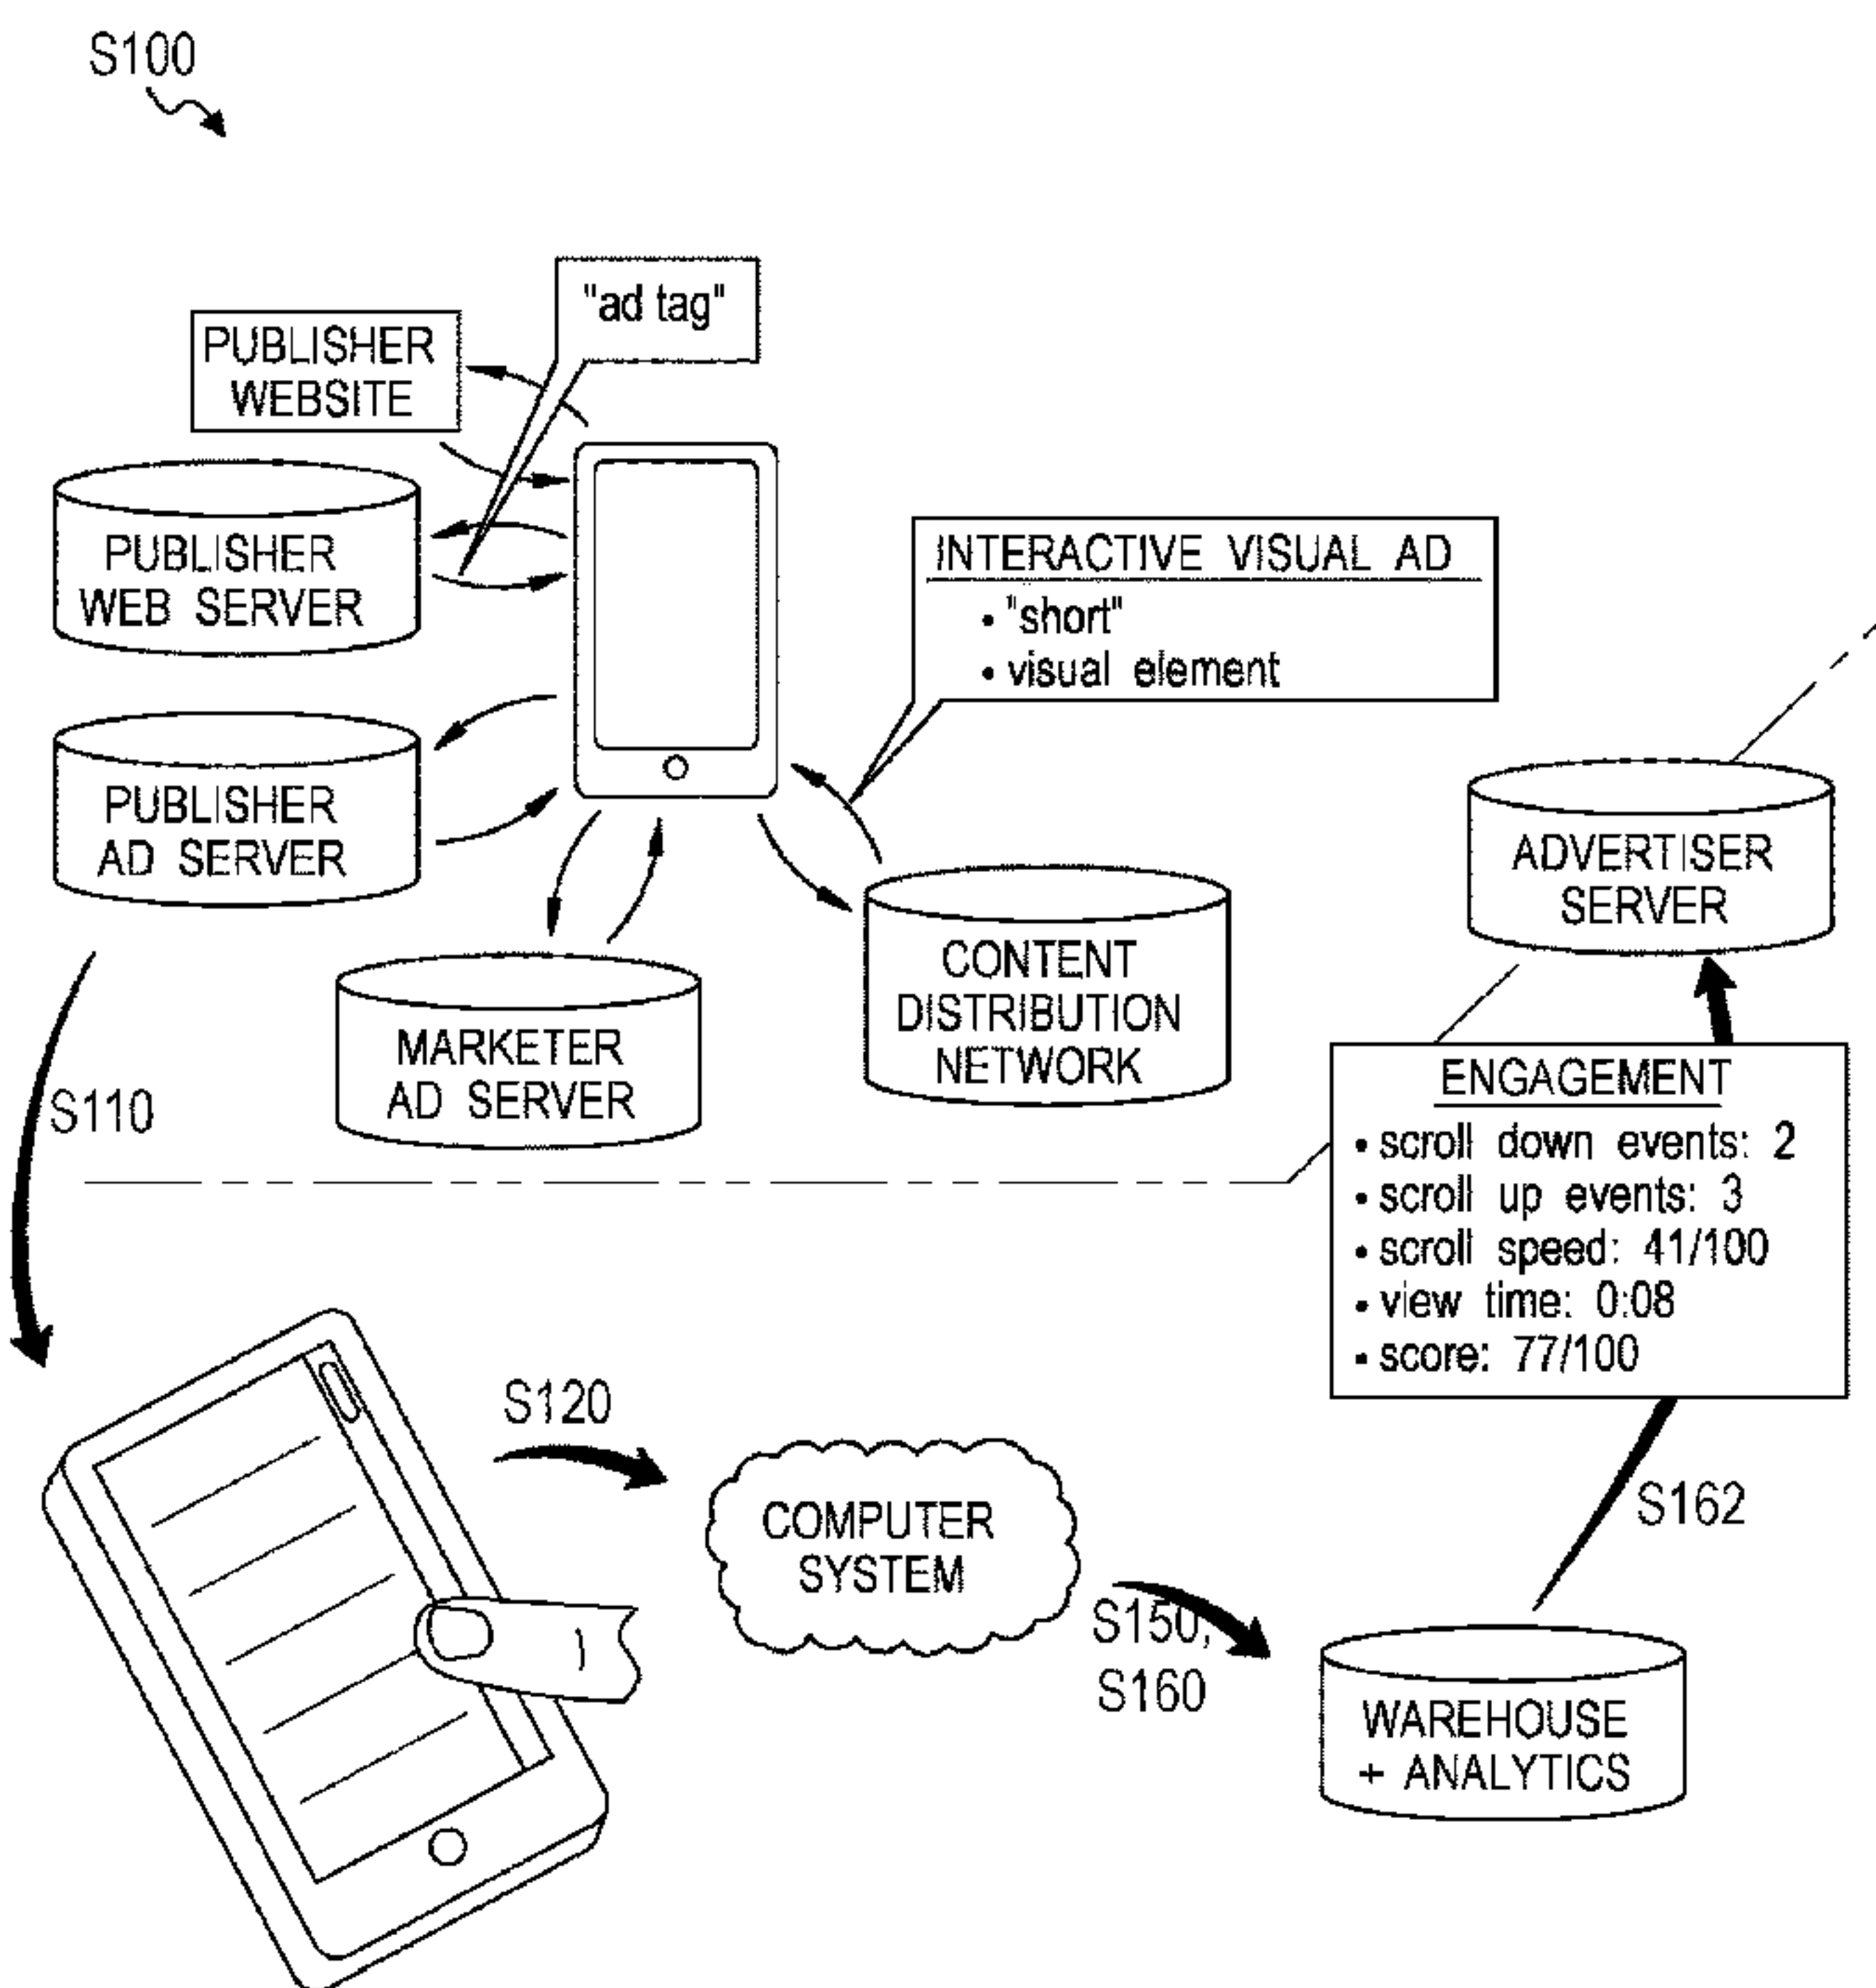 S100
"ad tag"
PUBLISHER
WEBSITE
PUBLISHER
WEB SERVER
INTERACTIVE VISUAL AD
• "short"
• visual element
PUBLISHER
AD SERVER
ADVERTISER
SERVER
CONTENT
DISTRIBUTION
NETWORK
MARKETER
AD SERVER
S110
ENGAGEMENT
• scroll down events: 2
• scroll up events: 3
• scroll speed: 41/100
• view time: 0:08
• score: 77/100
S120
COMPUTER
SYSTEM
S162
S150,
S160
WAREHOUSE
+ ANALYTICS